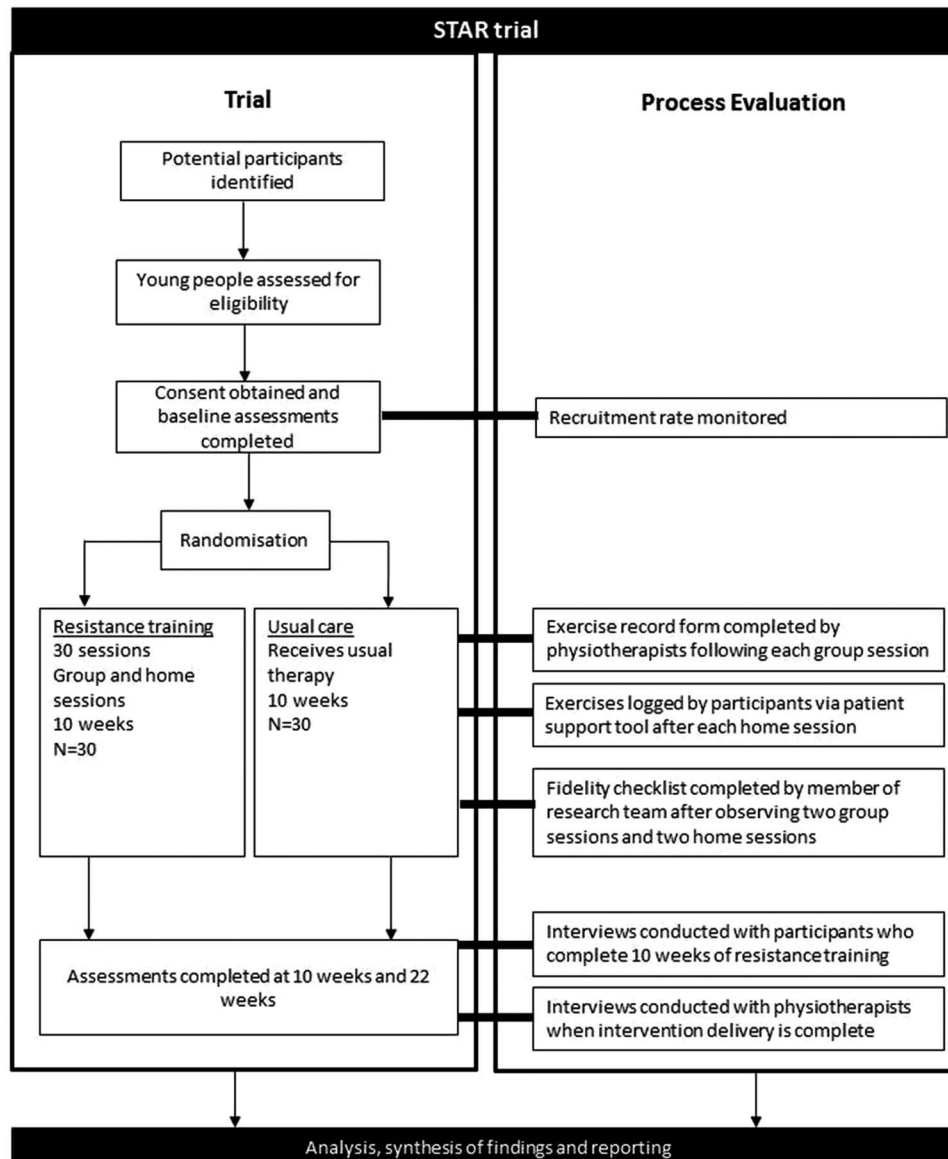 STAR trial
Trial
Potential participants
identified
Young people assessed for
eligibility
Consent obtained and
baseline assessments
completed
Randomisation
Resistance training
30 sessions
Group and home
sessions
10 weeks
N=30
Usual care
Receives usual
therapy
10 weeks
N=30
Assessments completed at 10 weeks and 22
weeks
Process Evaluation
Recruitment rate monitored
Exercise record form completed by
physiotherapists following each group session
Exercises logged by participants via patient
support tool after each home session
Fidelity checklist completed by member of
research team after observing two group
sessions and two home sessions
Interviews conducted with participants who
complete 10 weeks of resistance training
Interviews conducted with physiotherapists
when intervention delivery is complete
Analysis, synthesis of findings and reporting